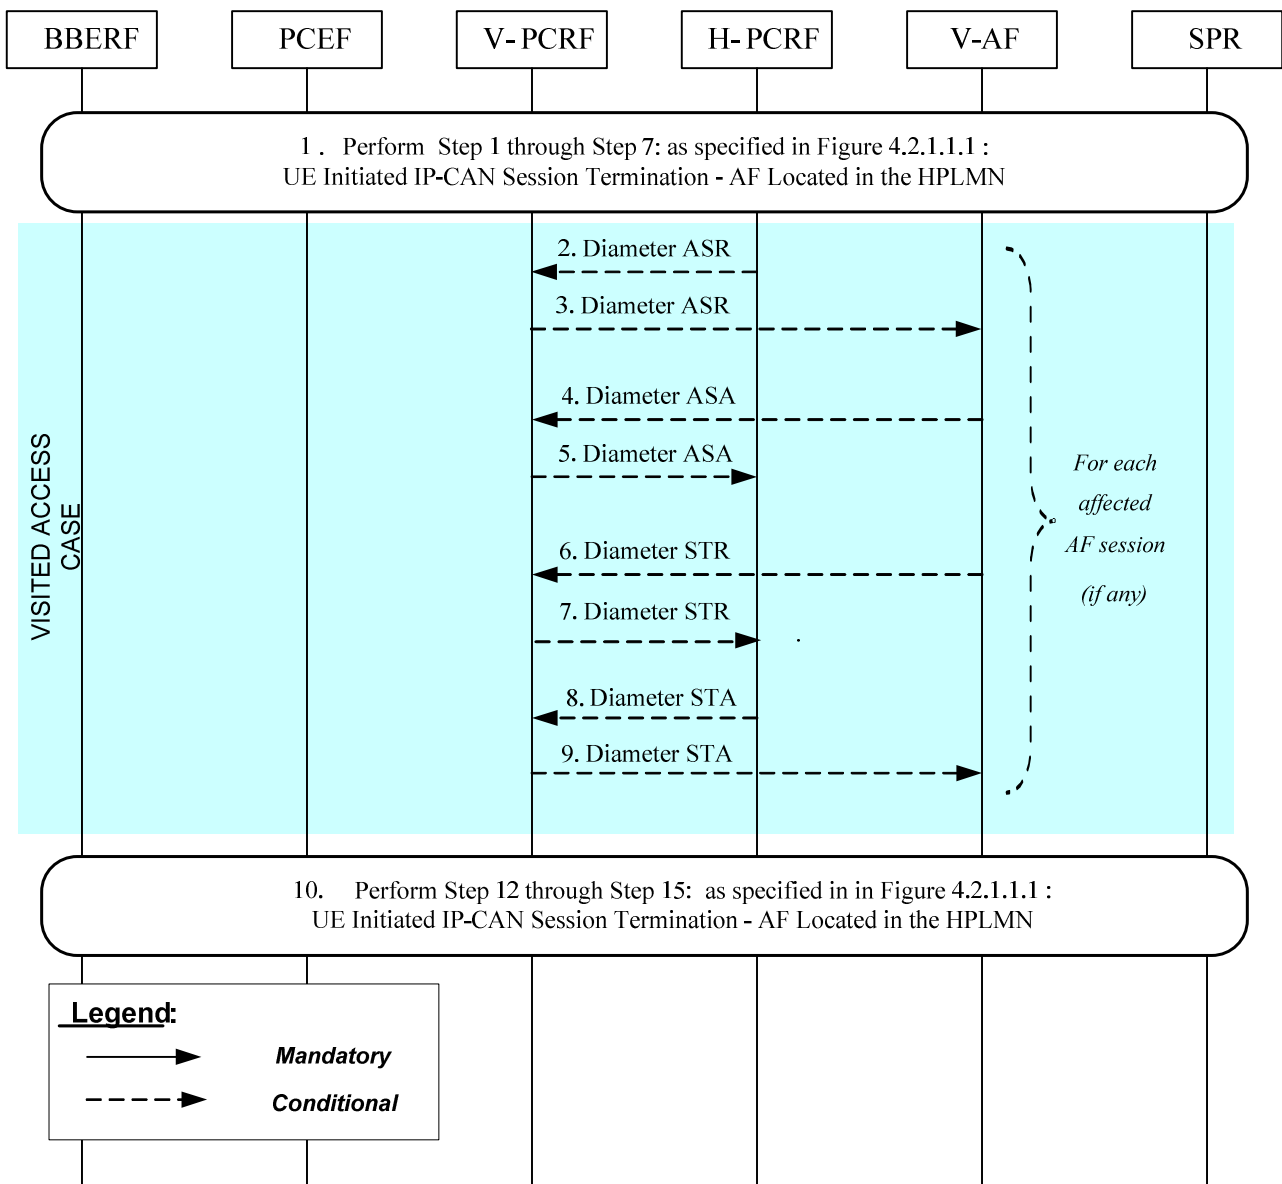 BBERF
PCEF
V-PCRF
H-PCRF
V-AF
SPR
1. Perform Step 1 through Step 7: as specified in Figure 4.2.1.1.1 :
UE Initiated IP-CAN Session Termination - AF Located in the HPLMN
2. Diameter ASR
3. Diameter ASR
4. Diameter ASA
5. Diameter ASA
6. Diameter STR
7. Diameter STR
8. Diameter STA
9. Diameter STA
VISITED ACCESS
CASE
For each
affected
AF session
(if any)
10. Perform Step 12 through Step 15: as specified in in Figure 4.2.1.1.1 :
UE Initiated IP-CAN Session Termination - AF Located in the HPLMN
Legend:
Mandatory
Conditional